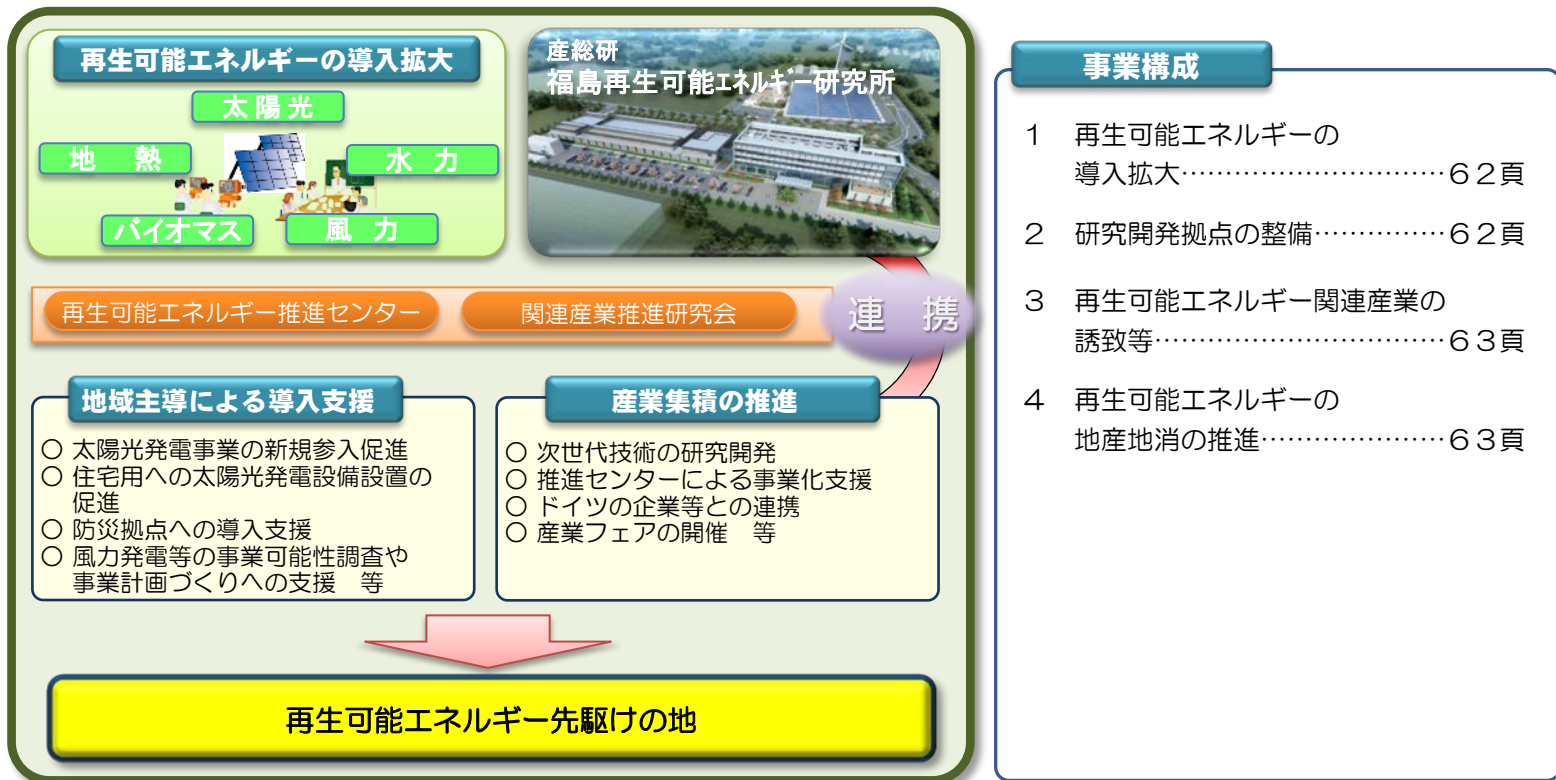 再生可能エネルギーの導入拡大
太陽光
地　熱
水 力
バイオマス
風 力
産総研
福島再生可能エネルギー研究所
再生可能エネルギー推進センター
関連産業推進研究会
連　携
地域主導による導入支援
○ 太陽光発電事業の新規参入促進
○ 住宅用への太陽光発電設備設置の
促進
○ 防災拠点への導入支援
○ 風力発電等の事業可能性調査や
事業計画づくりへの支援　等
産業集積の推進
○ 次世代技術の研究開発
○ 推進センターによる事業化支援
○ ドイツの企業等との連携
○ 産業フェアの開催　等
再生可能エネルギー先駆けの地
事業構成
１　再生可能エネルギーの
導入拡大…………………………６２頁
２　研究開発拠点の整備……………６２頁
３　再生可能エネルギー関連産業の
誘致等……………………………６３頁
４　再生可能エネルギーの
地産地消の推進…………………６３頁